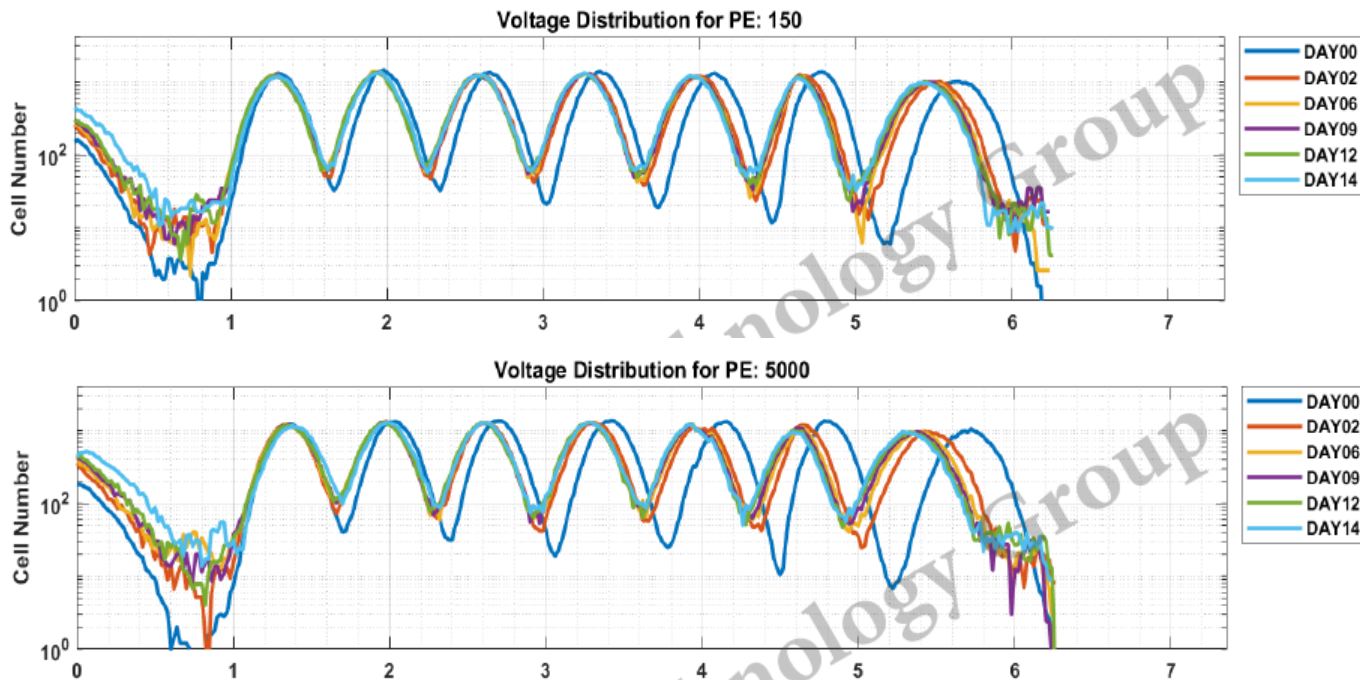 Voltage Distribution for PE: 150
Cell Number
10^2
10^0
0 1 2 3 4 5 6 7
DAY00
DAY02
DAY06
DAY09
DAY12
DAY14
Group
Voltage Distribution for PE: 5000
Cell Number
10^2
10^0
0 1 2 3 4 5 6 7
DAY00
DAY02
DAY06
DAY09
DAY12
DAY14
Group